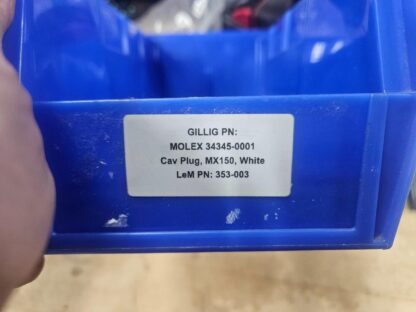 GILLIG PN:
MOLEX 34345-0001
Cav Plug, MX150, White
LeM PN: 353-003